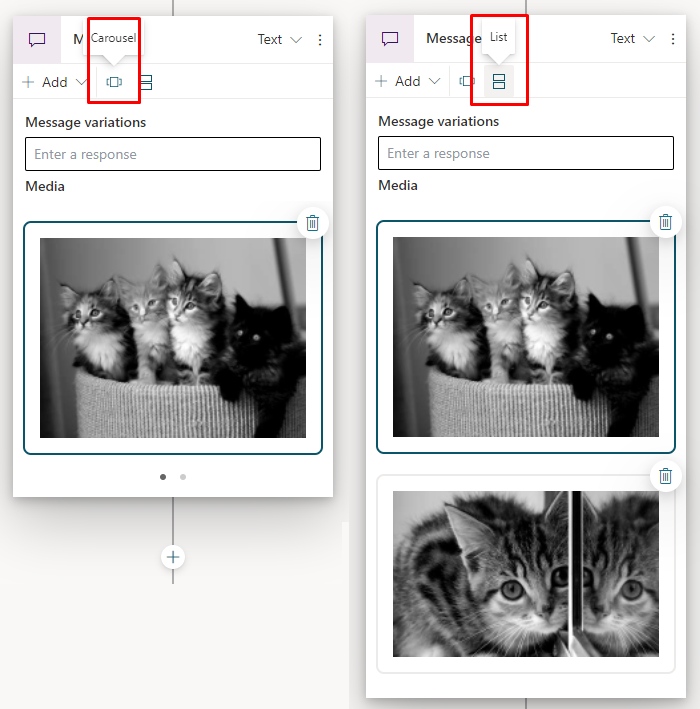 M
Carousel
Text
Add
Message variations
Enter a response
Media
Message
List
Text
Add
Message variations
Enter a response
Media